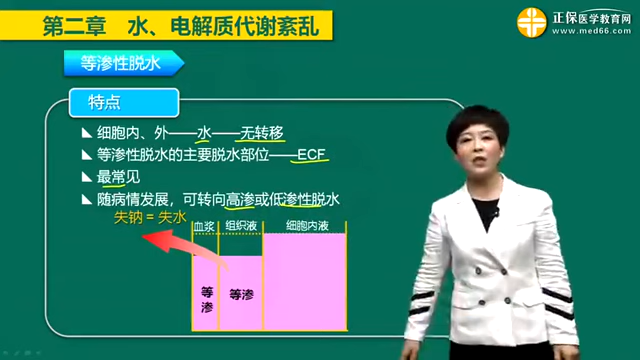 第二章 水、电解质代谢紊乱
正保医学教育网
www.med66.com
等渗性脱水
特点
细胞内、外——水——无转移
等渗性脱水的主要脱水部位——ECF
最常见
随病情发展，可转向高渗或低渗性脱水
失钠=失水
血浆 组织液 细胞内液
等渗 等渗